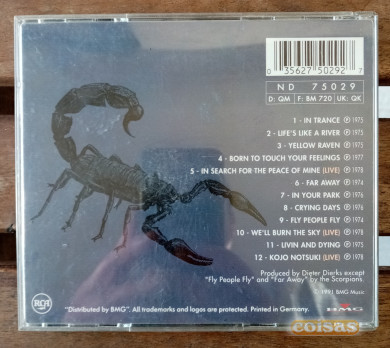 0 35627 50292 7
ND 75029
D: QM F: BM 720 UK: QK
1 - IN TRANCE ℗ 1975
2 - LIFE'S LIKE A RIVER ℗ 1975
3 - YELLOW RAVEN ℗ 1976
4 - BORN TO TOUCH YOUR FEELINGS ℗ 1977
5 - IN SEARCH FOR THE PEACE OF MINE (LIVE) ℗ 1978
6 - FAR AWAY ℗ 1974
7 - IN YOUR PARK ℗ 1976
8 - CRYING DAYS ℗ 1976
9 - FLY PEOPLE FLY ℗ 1974
10 - WE'LL BURN THE SKY (LIVE) ℗ 1978
11 - LIVIN AND DYING ℗ 1975
12 - KOJO NOTSUKI (LIVE) ℗ 1978
Produced by Dieter Dierks except
"Fly People Fly" and "Far Away" by the Scorpions.
© 1991 BMG Music
RCA
"Distributed by BMG". All trademarks and logos are protected. Printed in Germany.
BMG
coisas